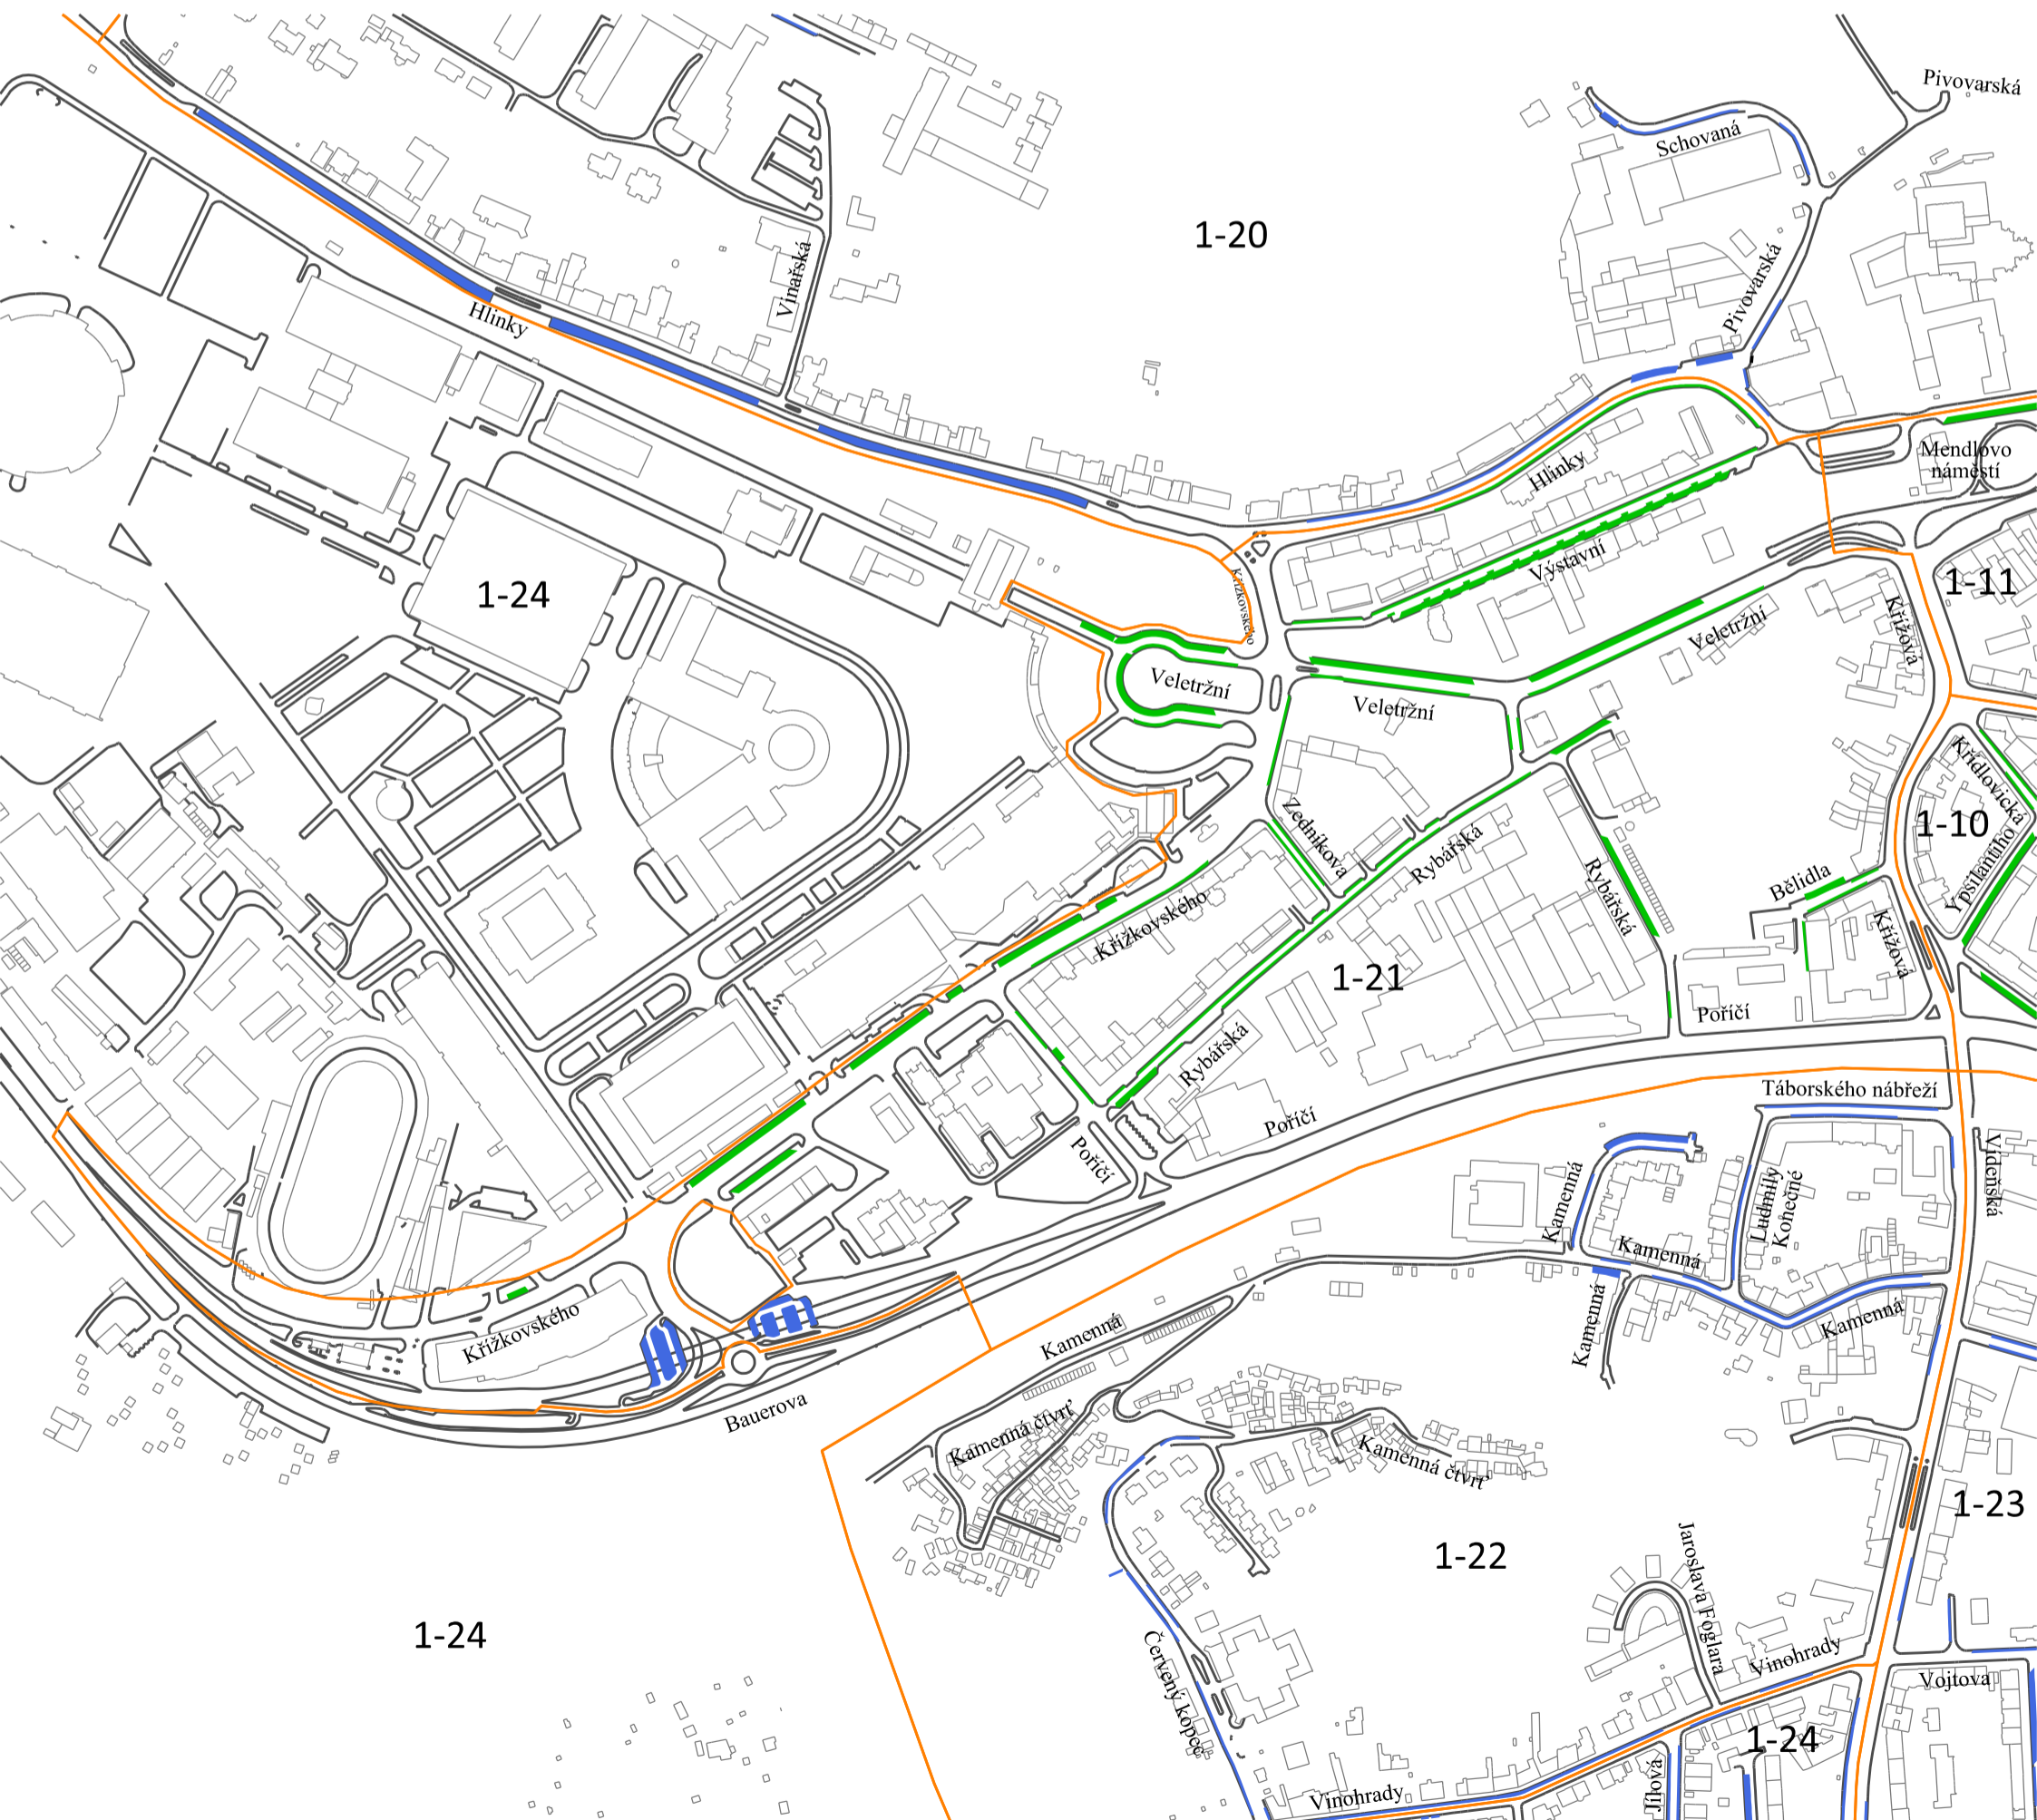 Pivovarská
Schovaná
1-20
Vinařská
Pivovarská
Hlinky
Mendlovo
náměstí
Hlinky
Výstavní
1-24
1-11
Křížkovského
Křížová
Veletržní
Veletržní
Veletržní
Křídlovická
1-10
Zedníkova
Rybářská
Ypsilantiho
Bělidla
Rybářská
Křížkovského
Křížová
1-21
Poříčí
Rybářská
Táborského nábřeží
Poříčí
Poříčí
Vídeňská
Kamenná
Ludmily
Konečné
Kamenná
Křížkovského
Kamenná
Kamenná
Kamenná
Bauerova
Kamenná čtvrť
Kamenná čtvrť
1-23
1-22
Jaroslava Foglara
1-24
Červený kopec
Vinohrady
Vojtova
1-24
Jílová
Vinohrady